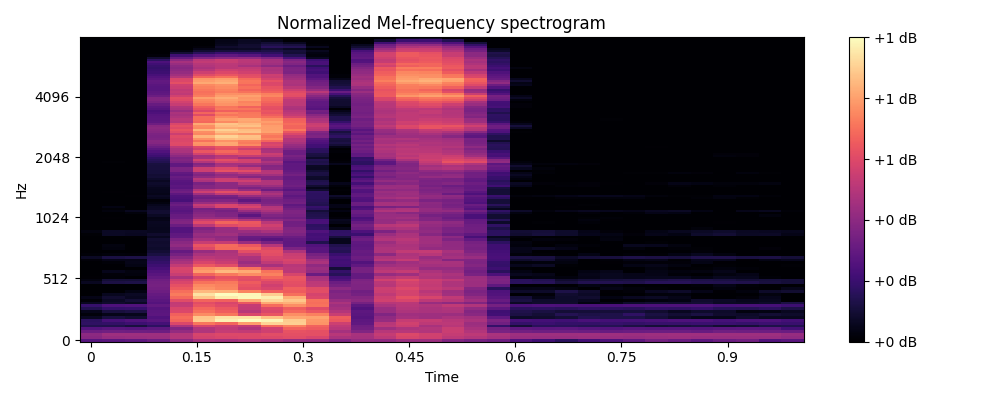 Normalized Mel-frequency spectrogram
Hz
4096
2048
1024
512
0
0 0.15 0.3 0.45 0.6 0.75 0.9
Time
+1 dB
+1 dB
+1 dB
+0 dB
+0 dB
+0 dB